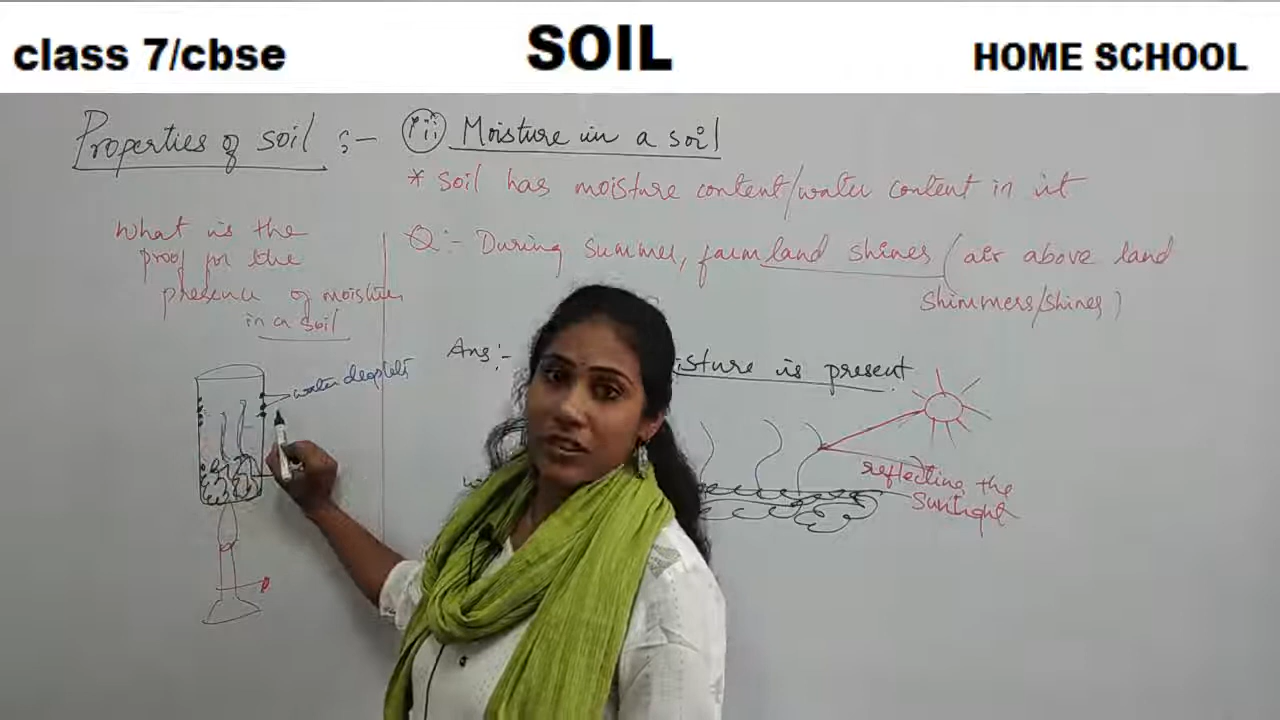 class 7/cbse SOIL HOME SCHOOL
Properties of soil :- (ii) Moisture in a soil
* Soil has moisture content/water content in it
What is the
proof for the
presence of moisture
in a soil
Q:- During summer, farm land shines (air above land
shimmers/shines)
Ans:- isture is present
water droplets
reflecting the
Sunlight